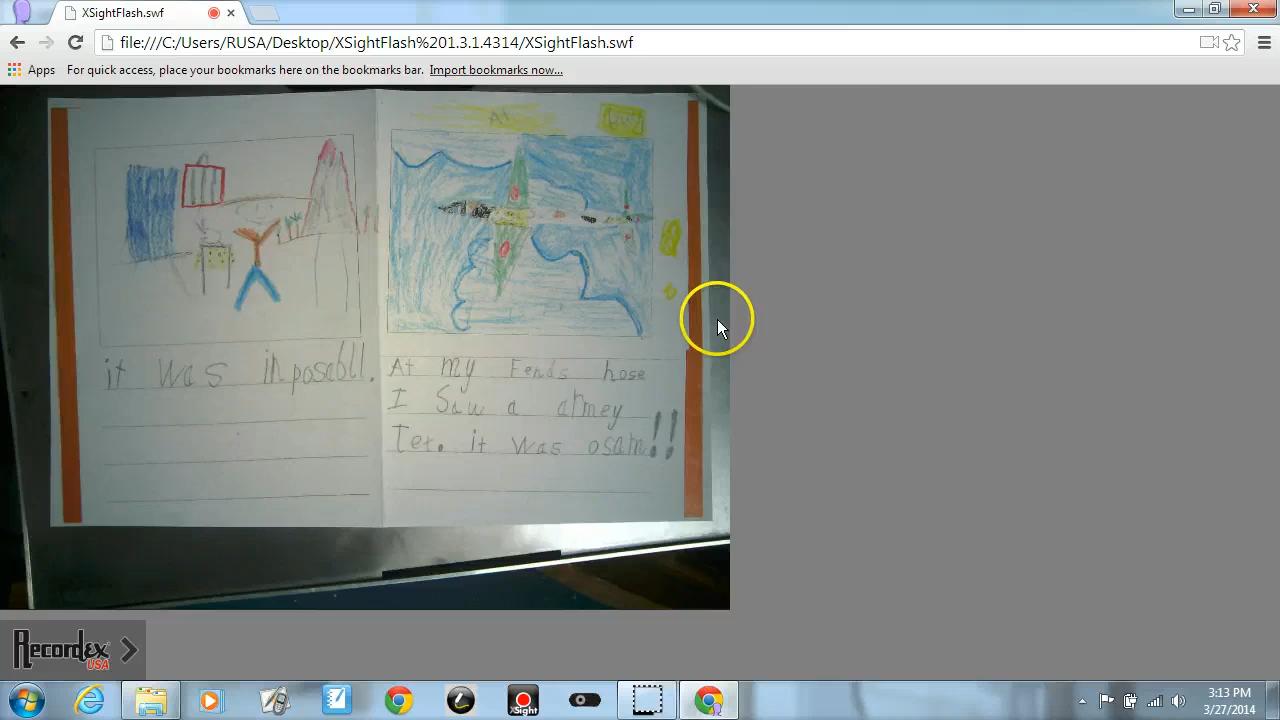 XSightFlash.swf
file:///C:/Users/RUSA/Desktop/XSightFlash%201.3.1.4314/XSightFlash.swf
Apps For quick access, place your bookmarks here on the bookmarks bar. Import bookmarks now...
At
it was inposabll.
At my Fends hose
I Saw a armey
Tet. it was osam!!
Recordex
USA
XSight
3:13 PM
3/27/2014